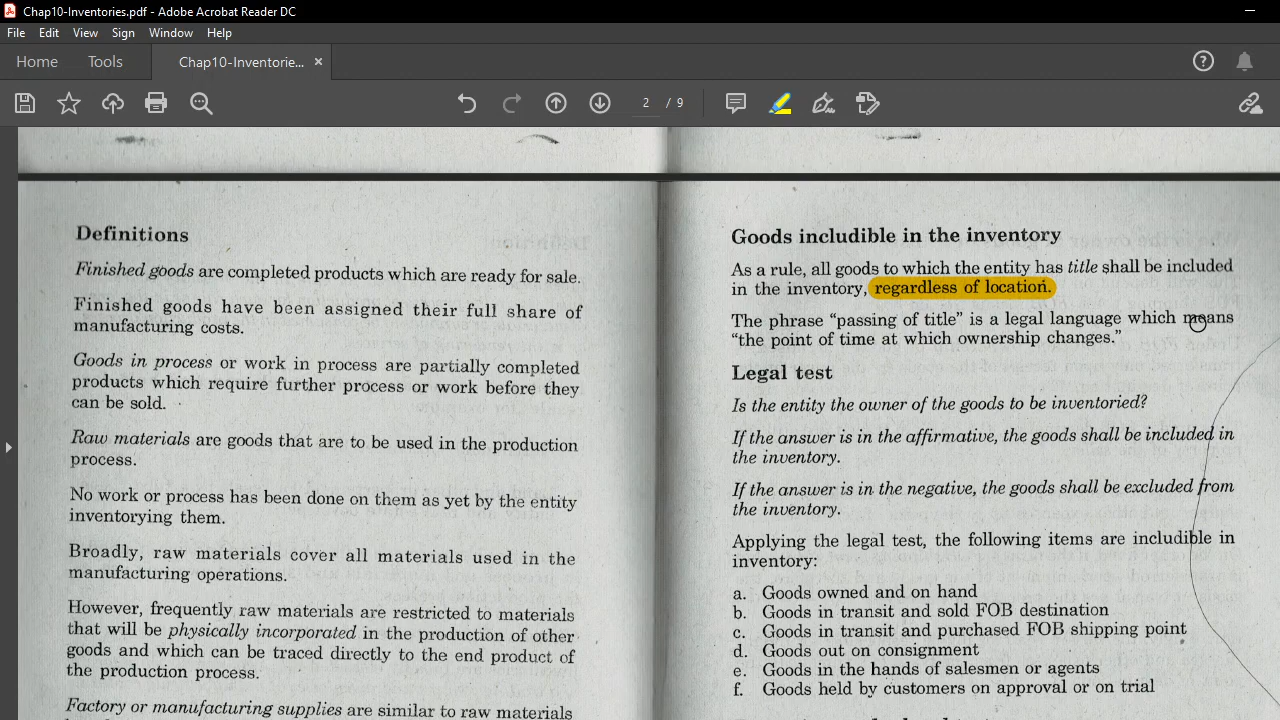 Chap10-Inventories.pdf - Adobe Acrobat Reader DC
File Edit View Sign Window Help
Home Tools Chap10-Inventorie... ×
2 / 9
Definitions
Finished goods are completed products which are ready for sale.
Finished goods have been assigned their full share of
manufacturing costs.
Goods in process or work in process are partially completed
products which require further process or work before they
can be sold.
Raw materials are goods that are to be used in the production
process.
No work or process has been done on them as yet by the entity
inventorying them.
Broadly, raw materials cover all materials used in the
manufacturing operations.
However, frequently raw materials are restricted to materials
that will be physically incorporated in the production of other
goods and which can be traced directly to the end product of
the production process.
Factory or manufacturing supplies are similar to raw materials
Goods includible in the inventory
As a rule, all goods to which the entity has title shall be included
in the inventory, regardless of location.
The phrase “passing of title” is a legal language which means
“the point of time at which ownership changes.”
Legal test
Is the entity the owner of the goods to be inventoried?
If the answer is in the affirmative, the goods shall be included in
the inventory.
If the answer is in the negative, the goods shall be excluded from
the inventory.
Applying the legal test, the following items are includible in
inventory:
a. Goods owned and on hand
b. Goods in transit and sold FOB destination
c. Goods in transit and purchased FOB shipping point
d. Goods out on consignment
e. Goods in the hands of salesmen or agents
f. Goods held by customers on approval or on trial